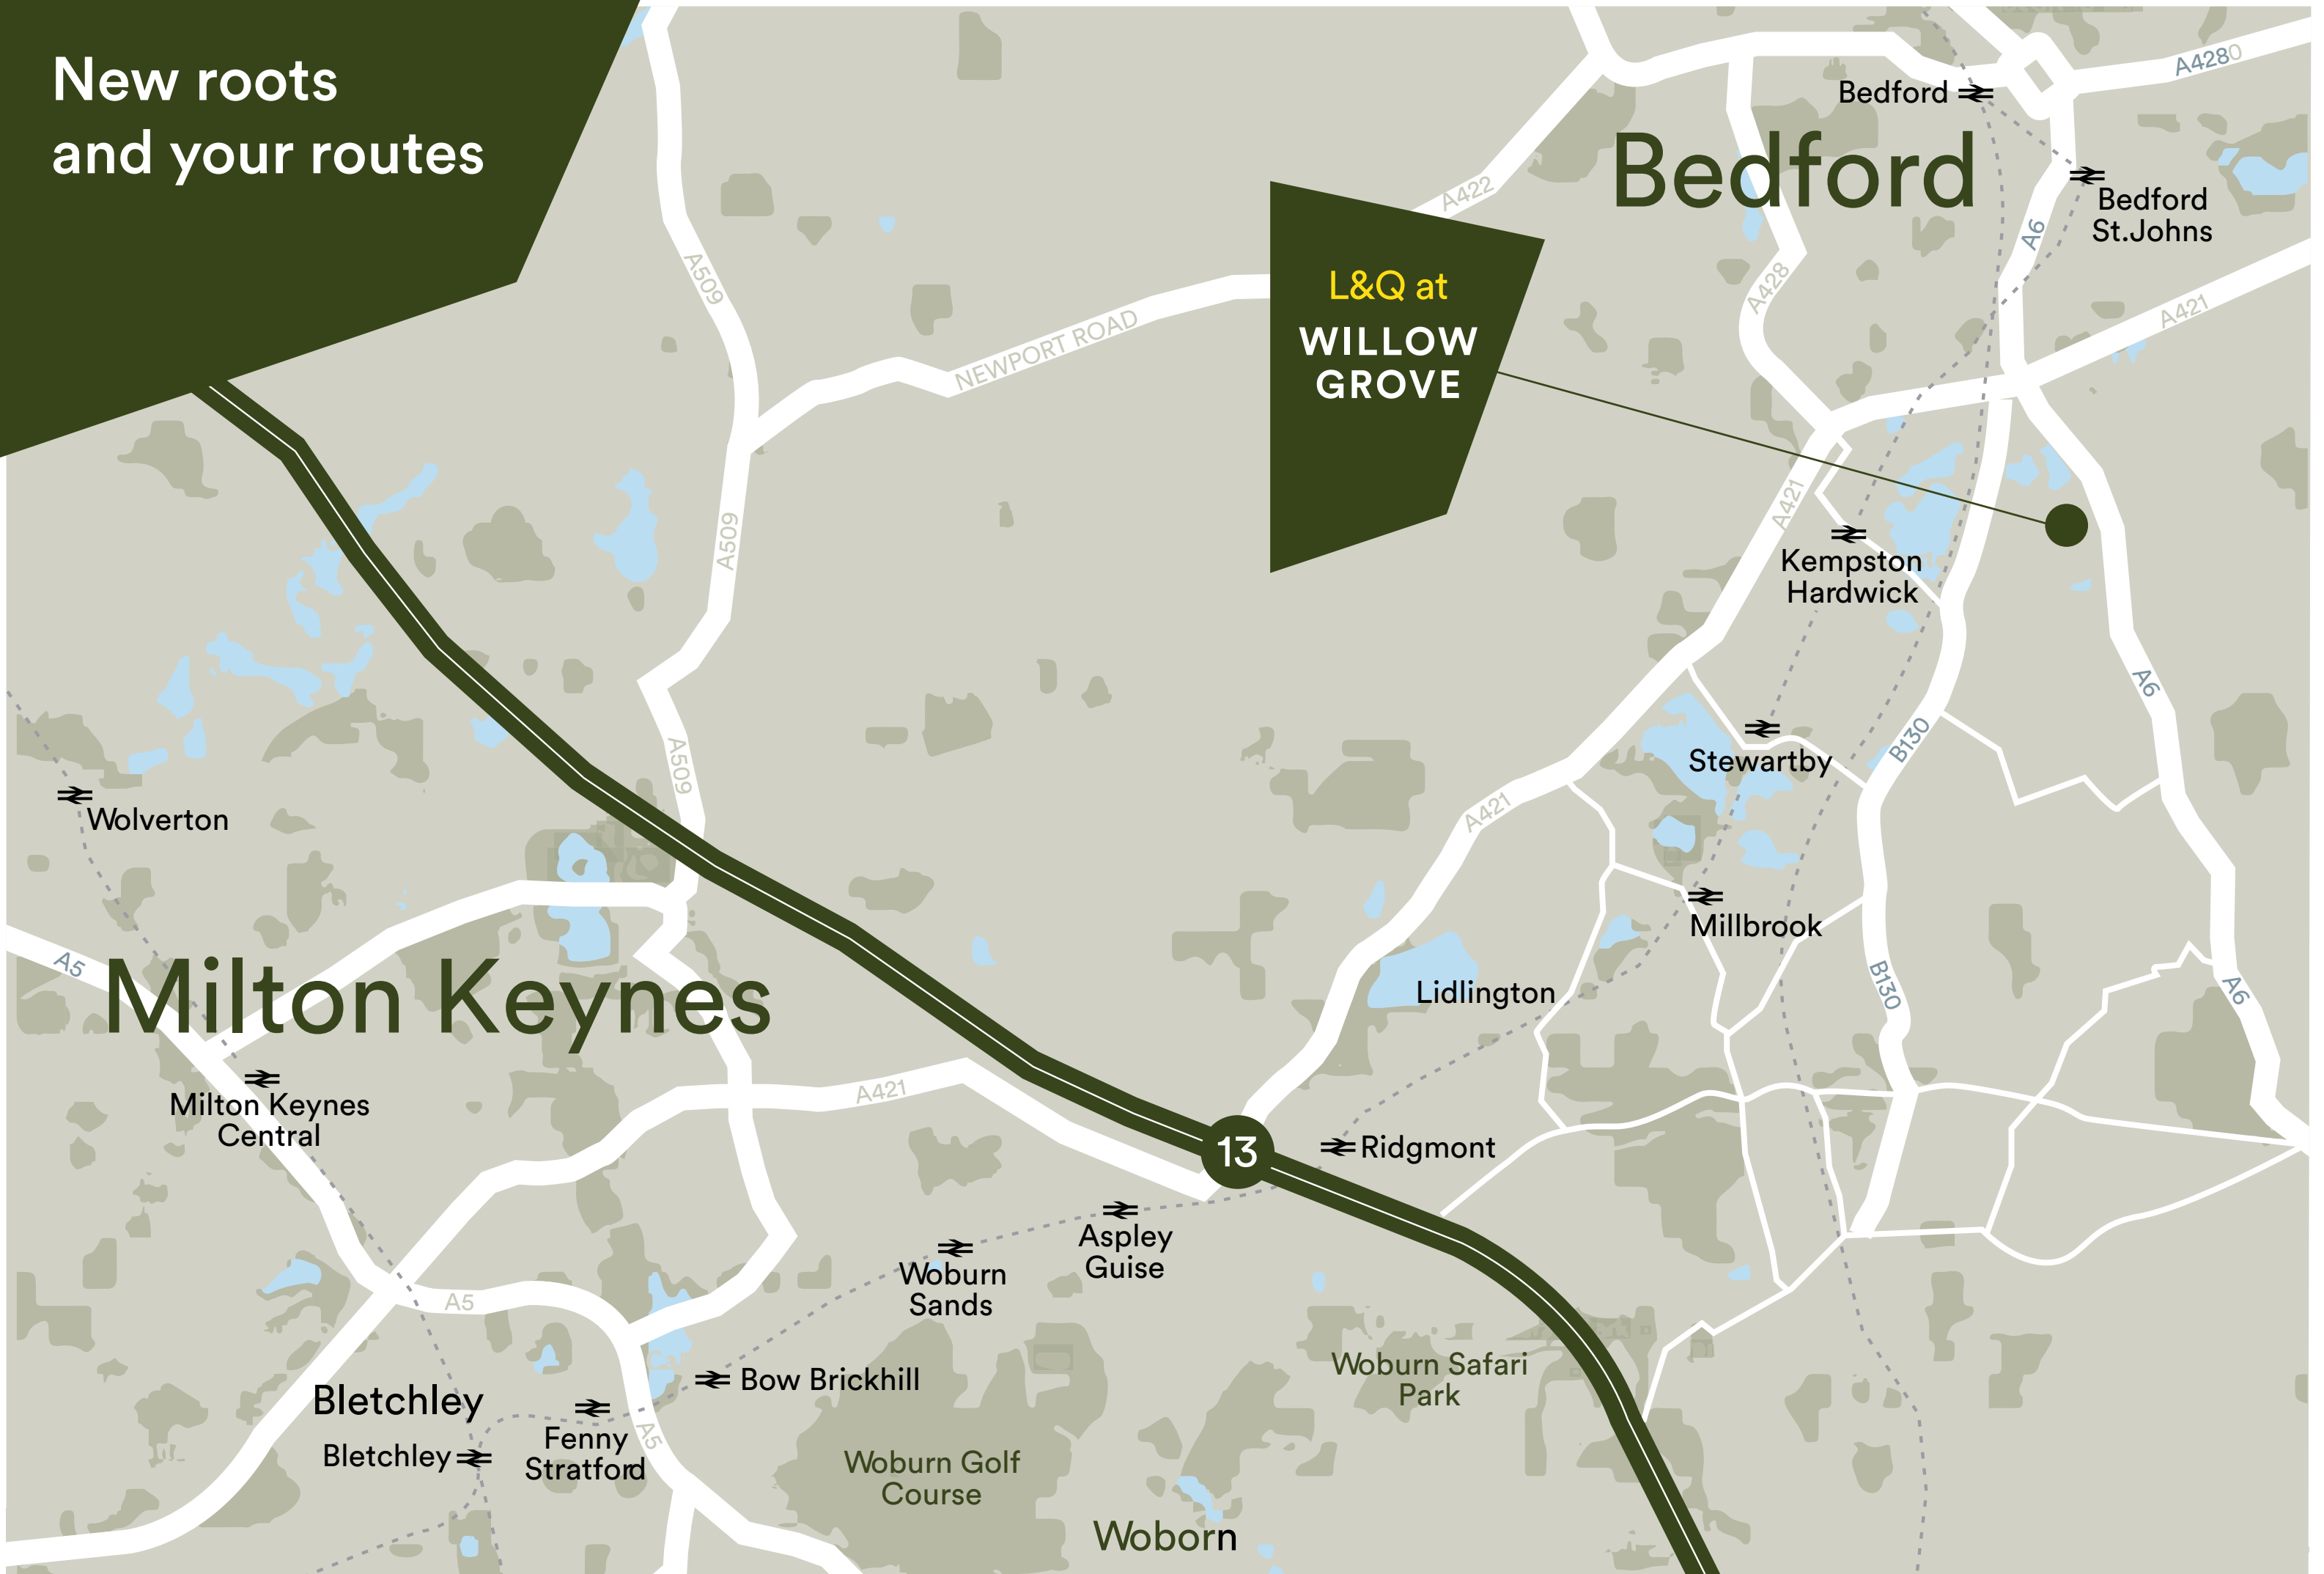 New roots
and your routes
A4280
Bedford
Bedford
A422
Bedford
St.Johns
A6
A509
A428
L&Q at
WILLOW
GROVE
A421
NEWPORT ROAD
A421
A509
Kempston
Hardwick
A6
A509
B130
Stewartby
Wolverton
A421
Millbrook
A5
Milton Keynes
Lidlington
B130
A6
Milton Keynes
Central
A421
13
Ridgmont
Aspley
Guise
Woburn
Sands
A5
Woburn Safari
Park
Bow Brickhill
Bletchley
Fenny
Stratford
A5
Bletchley
Woburn Golf
Course
Woborn